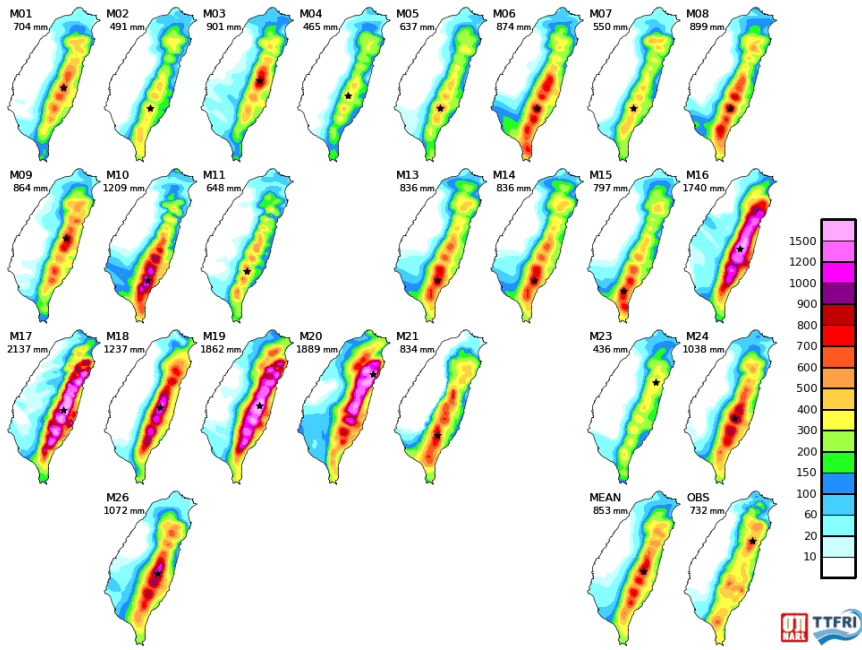 M01 M02 M03 M04 M05 M06 M07 M08
704 mm 491 mm 901 mm 465 mm 637 mm 874 mm 550 mm 899 mm
M09 M10 M11 M13 M14 M15 M16
864 mm 1209 mm 648 mm 836 mm 836 mm 797 mm 1740 mm
M17 M18 M19 M20 M21 M23 M24
2137 mm 1237 mm 1862 mm 1889 mm 834 mm 436 mm 1038 mm
M26 MEAN OBS
1072 mm 853 mm 732 mm
1500
1200
1000
900
800
700
600
500
400
300
200
150
100
60
20
10
NARL
TTFRI